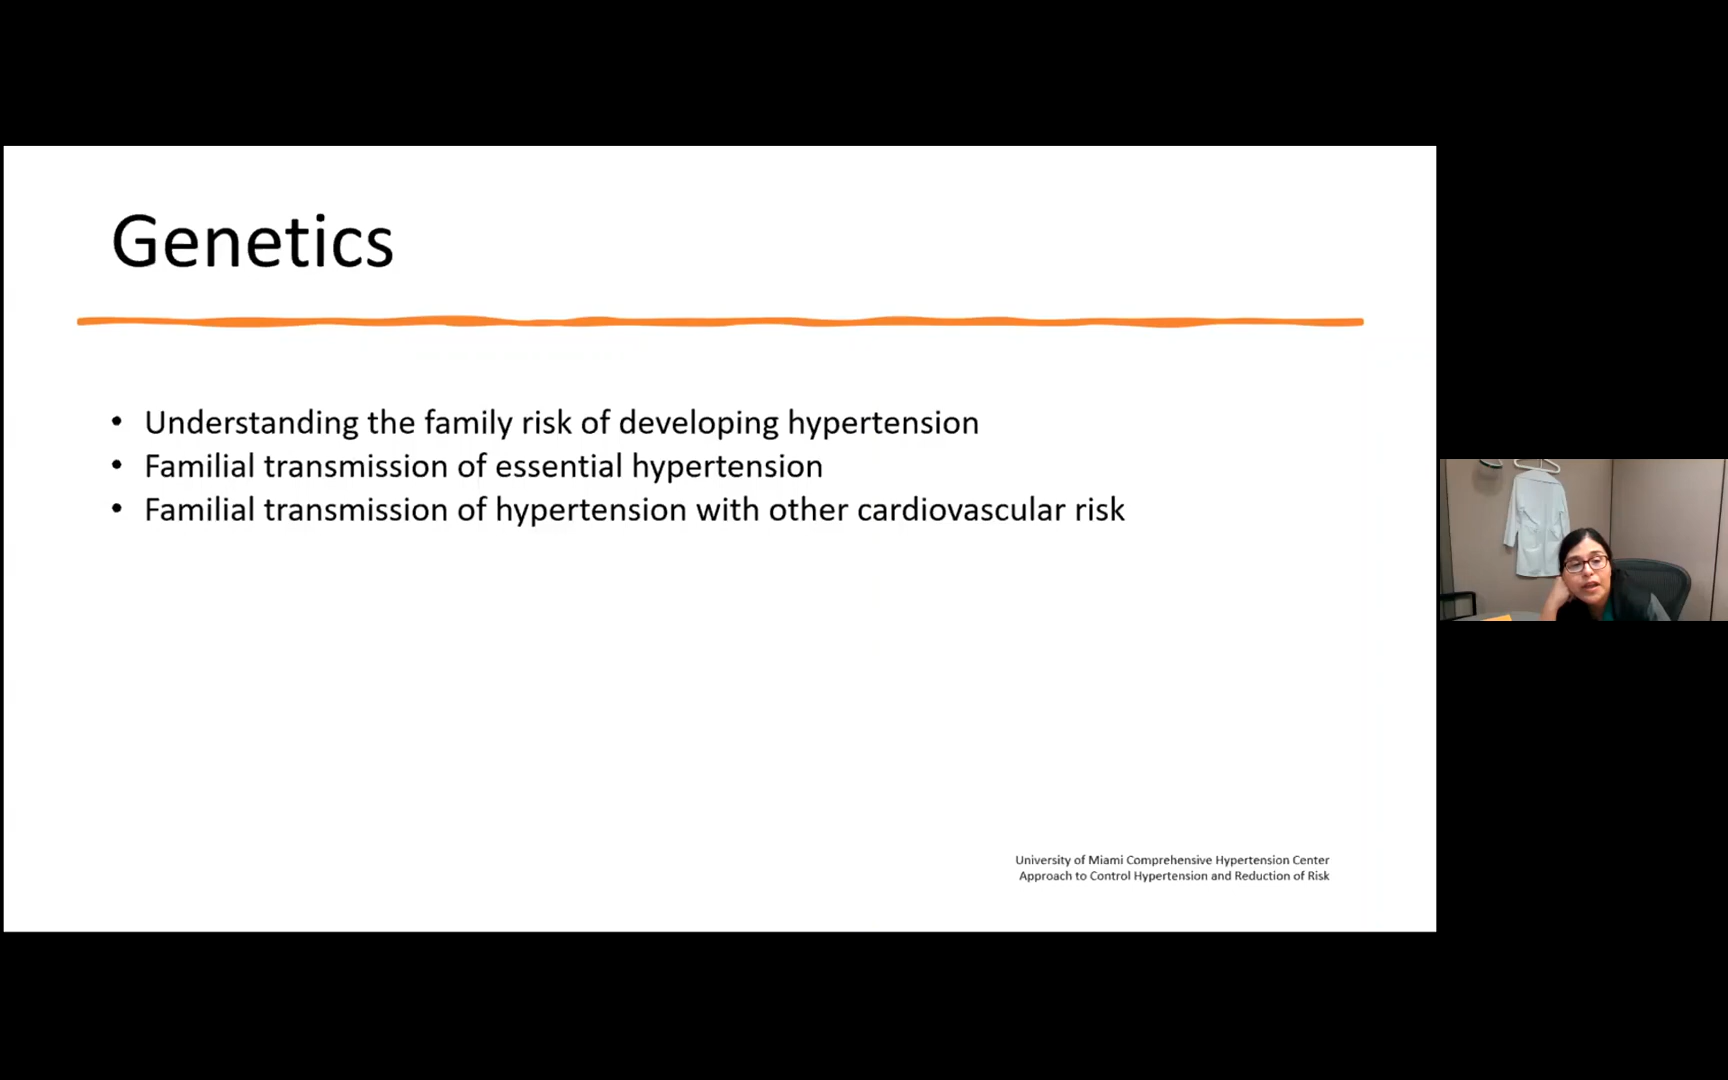 Genetics
• Understanding the family risk of developing hypertension
• Familial transmission of essential hypertension
• Familial transmission of hypertension with other cardiovascular risk
University of Miami Comprehensive Hypertension Center
Approach to Control Hypertension and Reduction of Risk